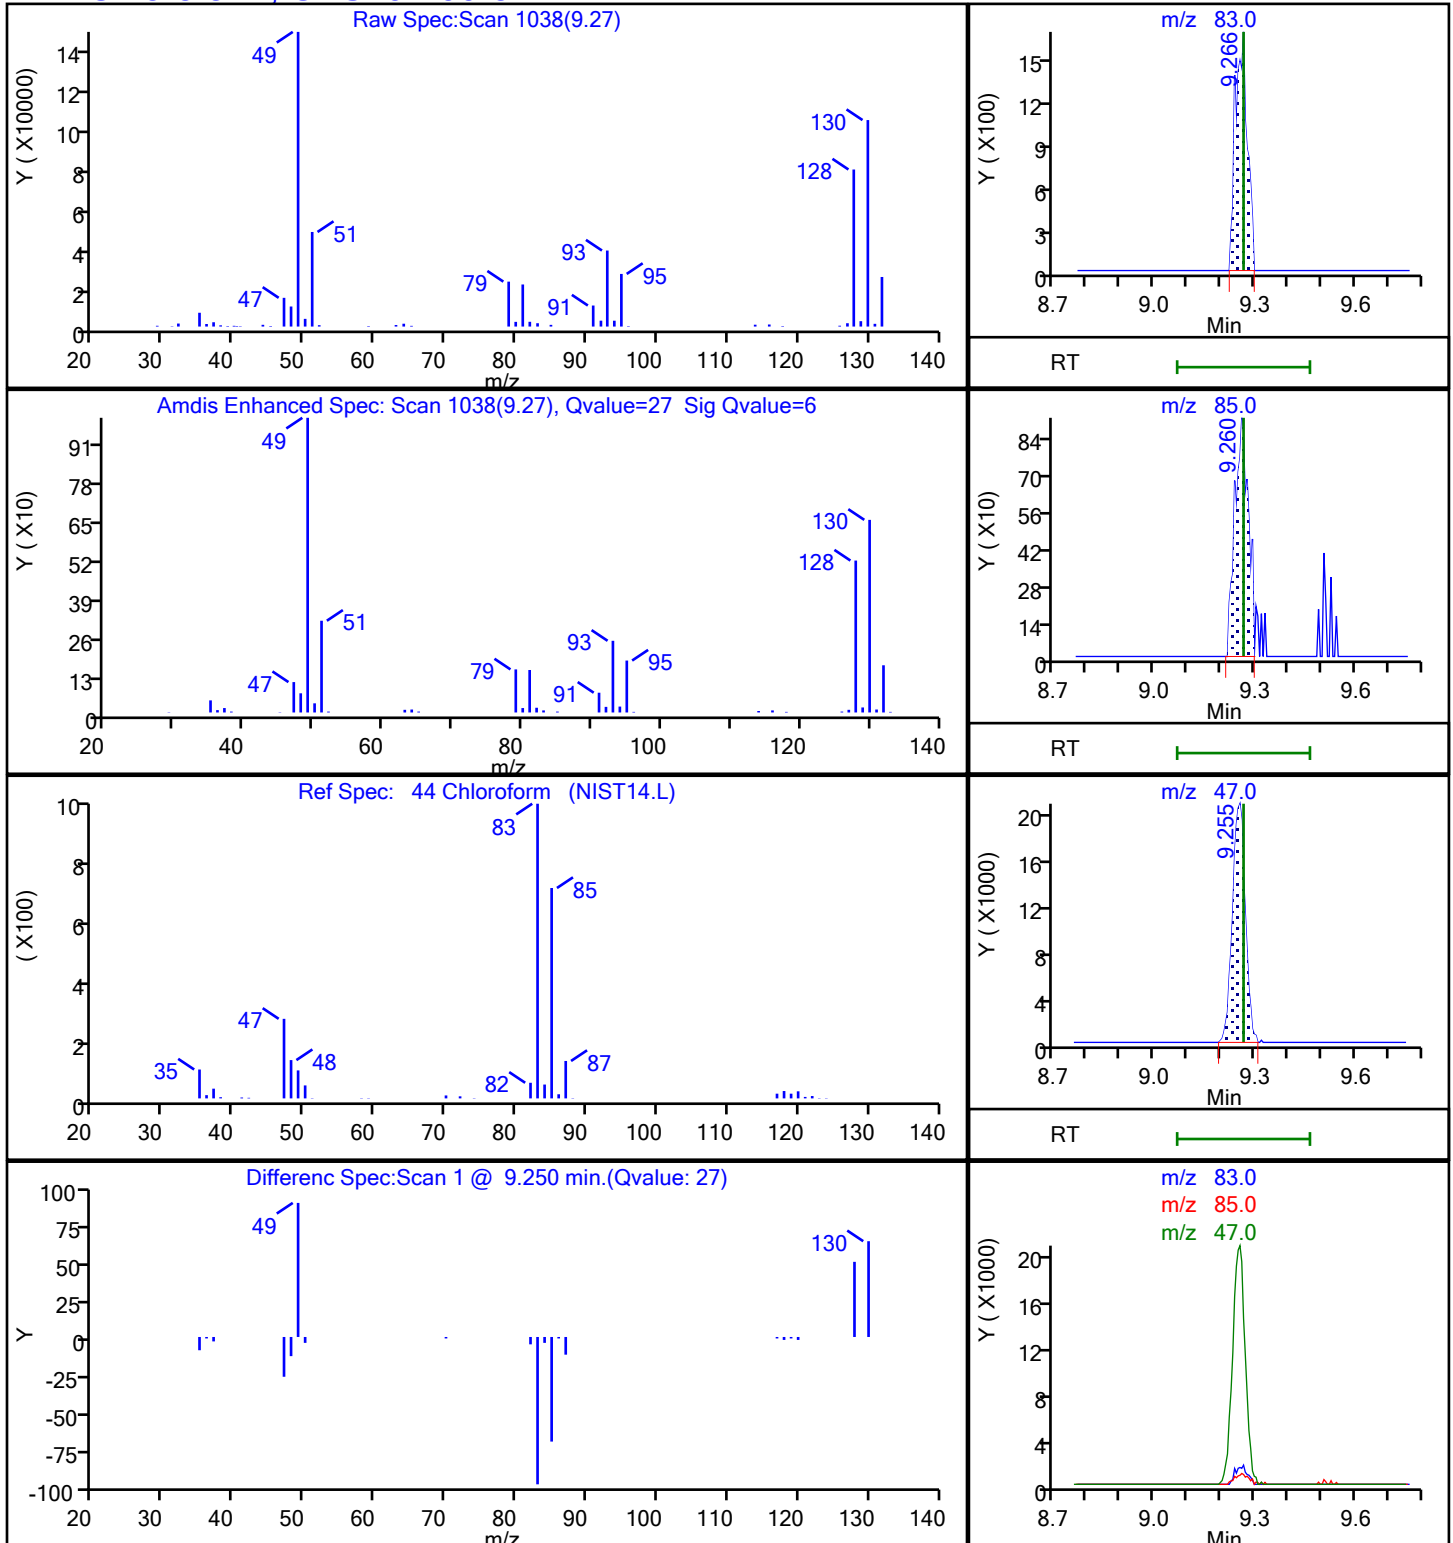 Raw Spec:Scan 1038(9.27)
Y ( X10000)
14
12
10
8
6
4
2
0
49
51
47
79
91
93
95
128
130
20 30 40 50 60 70 80 90 100 110 120 130 140
m/z
m/z 83.0
Y ( X100)
15
12
9
6
3
0
9.266
8.7 9.0 9.3 9.6
Min
RT
Amdis Enhanced Spec: Scan 1038(9.27), Qvalue=27 Sig Qvalue=6
Y ( X10)
91
78
65
52
39
26
13
0
49
51
47
79
91
93
95
128
130
20 40 60 80 100 120 140
m/z
m/z 85.0
Y ( X10)
84
70
56
42
28
14
0
9.260
8.7 9.0 9.3 9.6
Min
RT
Ref Spec: 44 Chloroform (NIST14.L)
( X100)
10
8
6
4
2
0
83
85
47
48
35
82
87
20 30 40 50 60 70 80 90 100 110 120 130 140
m/z 47.0
Y ( X1000)
20
16
12
8
4
0
9.255
8.7 9.0 9.3 9.6
Min
RT
Differenc Spec:Scan 1 @ 9.250 min.(Qvalue: 27)
Y
100
75
50
25
0
-25
-50
-75
-100
49
130
20 30 40 50 60 70 80 90 100 110 120 130 140
m/z
m/z 83.0
m/z 85.0
m/z 47.0
Y ( X1000)
20
16
12
8
4
0
8.7 9.0 9.3 9.6
Min